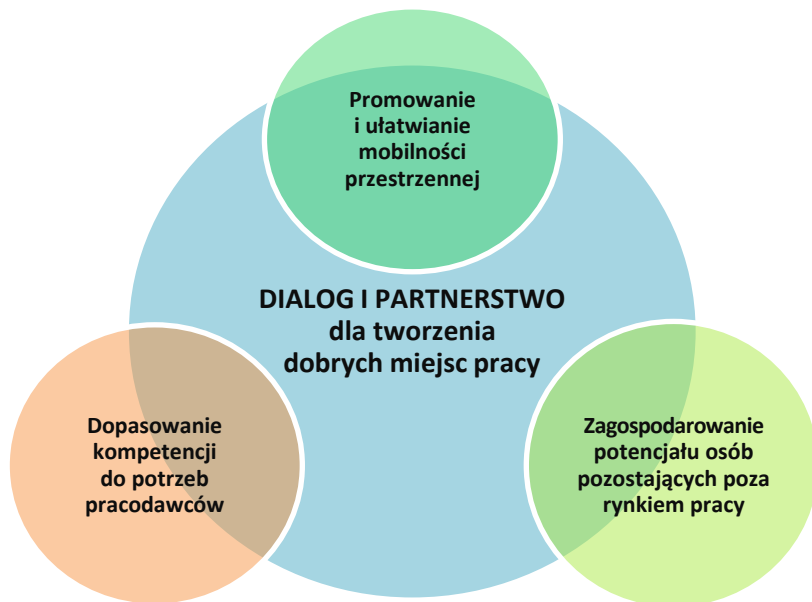 Promowanie
i ułatwianie
mobilności
przestrzennej
DIALOG I PARTNERSTWO
dla tworzenia
dobrych miejsc pracy
Dopasowanie
kompetencji
do potrzeb
pracodawców
Zagospodarowanie
potencjału osób
pozostających poza
rynkiem pracy